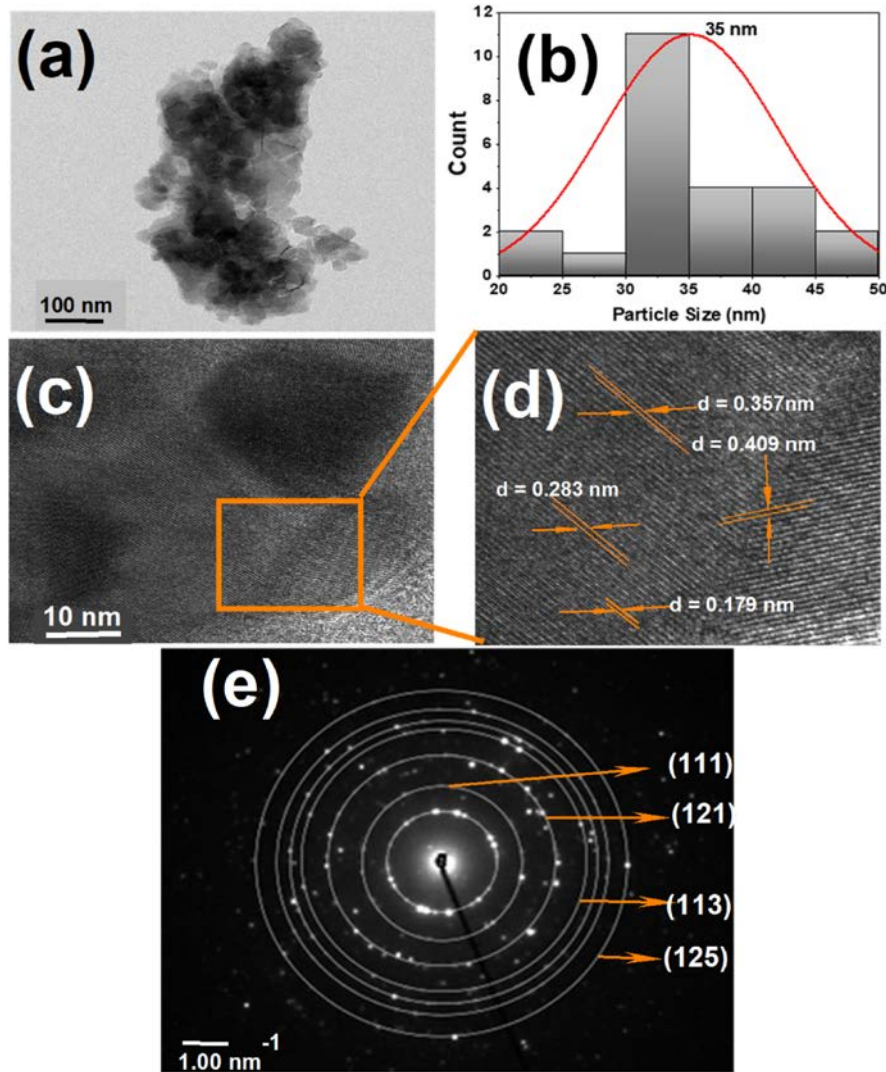 (a)
100 nm
(b)
35 nm
Count
12
10
8
6
4
2
0
20 25 30 35 40 45 50
Particle Size (nm)
(c)
10 nm
(d)
d = 0.357nm
d = 0.409 nm
d = 0.283 nm
d = 0.179 nm
(e)
(111)
(121)
(113)
(125)
-1
1.00 nm